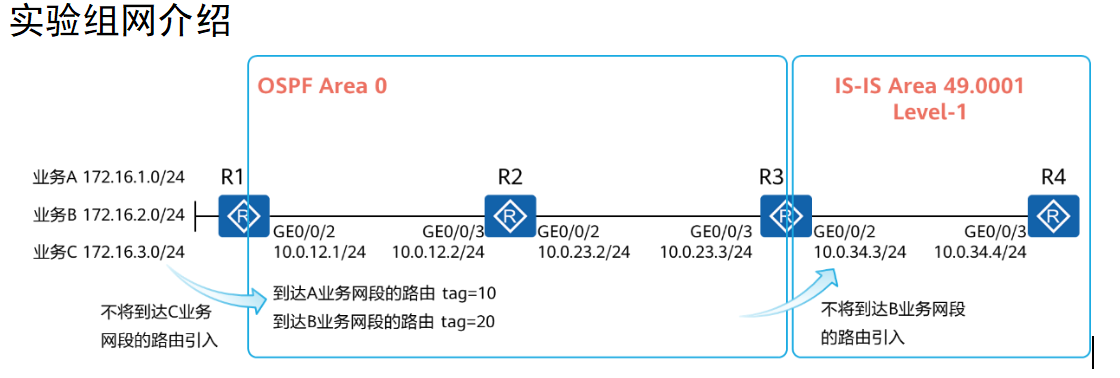 实验组网介绍
OSPF Area 0
IS-IS Area 49.0001
Level-1
业务A 172.16.1.0/24
业务B 172.16.2.0/24
业务C 172.16.3.0/24
R1
R2
R3
R4
R
R
R
R
GE0/0/2
10.0.12.1/24
GE0/0/3
10.0.12.2/24
GE0/0/2
10.0.23.2/24
GE0/0/3
10.0.23.3/24
GE0/0/2
10.0.34.3/24
GE0/0/3
10.0.34.4/24
不将到达C业务
网段的路由引入
到达A业务网段的路由 tag=10
到达B业务网段的路由 tag=20
不将到达B业务网段
的路由引入